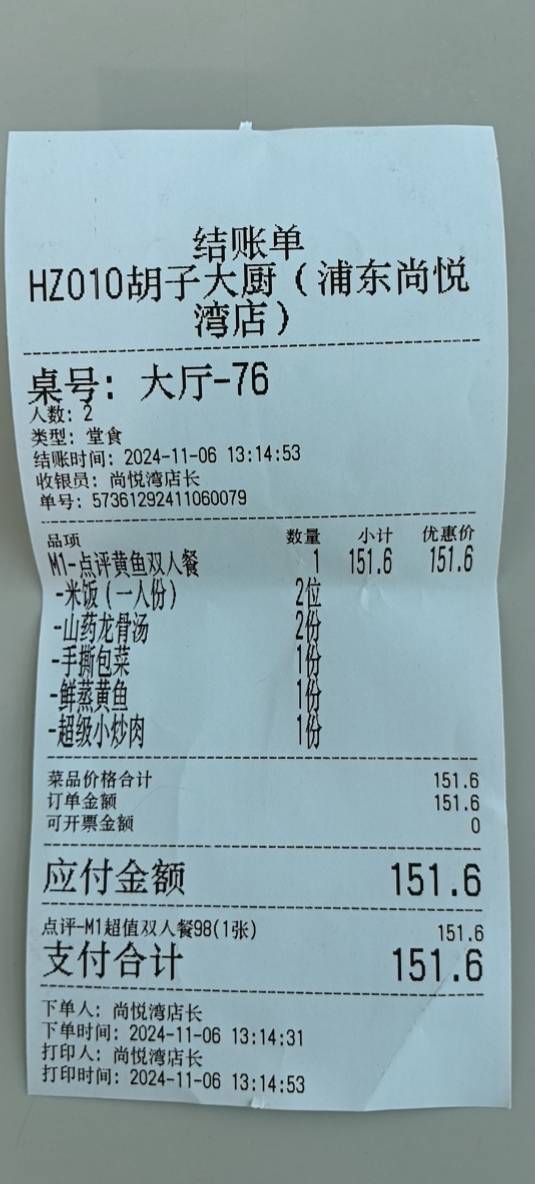 结账单
HZ010胡子大厨（浦东尚悦
湾店）
桌号：大厅-76
人数：2
类型：堂食
结账时间：2024-11-06 13:14:53
收银员：尚悦湾店长
单号：57361292411060079
品项 数量 小计 优惠价
M1-点评黄鱼双人餐 1 151.6 151.6
-米饭（一人份） 2位
-山药龙骨汤 2份
-手撕包菜 1份
-鲜蒸黄鱼 1份
-超级小炒肉 1份
菜品价格合计 151.6
订单金额 151.6
可开票金额 0
应付金额 151.6
点评-M1超值双人餐98(1张) 151.6
支付合计 151.6
下单人：尚悦湾店长
下单时间：2024-11-06 13:14:31
打印人：尚悦湾店长
打印时间：2024-11-06 13:14:53